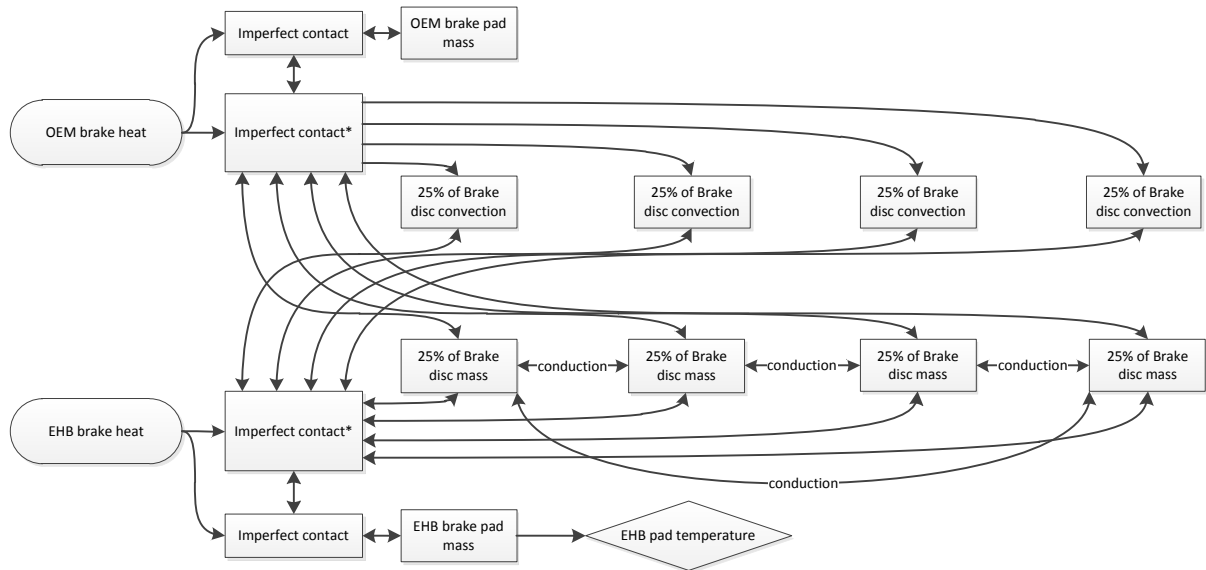 Imperfect contact
OEM brake pad
mass
OEM brake heat
Imperfect contact*
25% of Brake
disc convection
25% of Brake
disc convection
25% of Brake
disc convection
25% of Brake
disc convection
25% of Brake
disc mass
conduction
25% of Brake
disc mass
conduction
25% of Brake
disc mass
conduction
25% of Brake
disc mass
EHB brake heat
Imperfect contact*
conduction
Imperfect contact
EHB brake pad
mass
EHB pad temperature